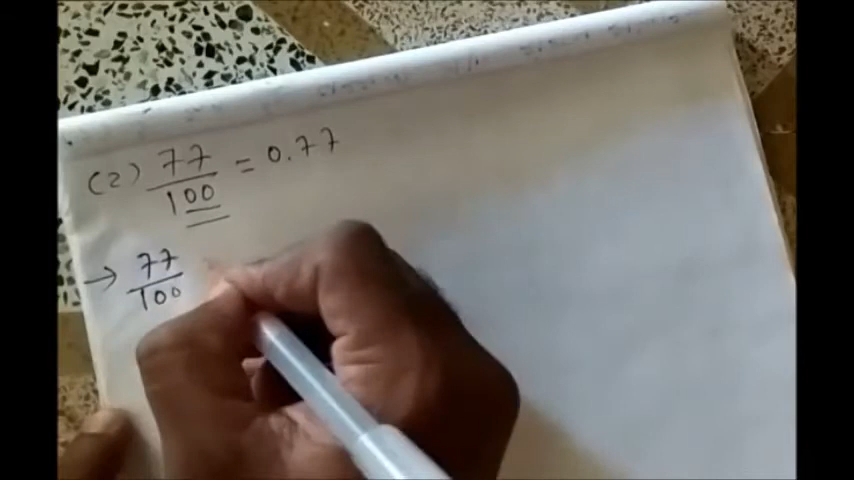 (2) 77/100 = 0.77
→ 77/100